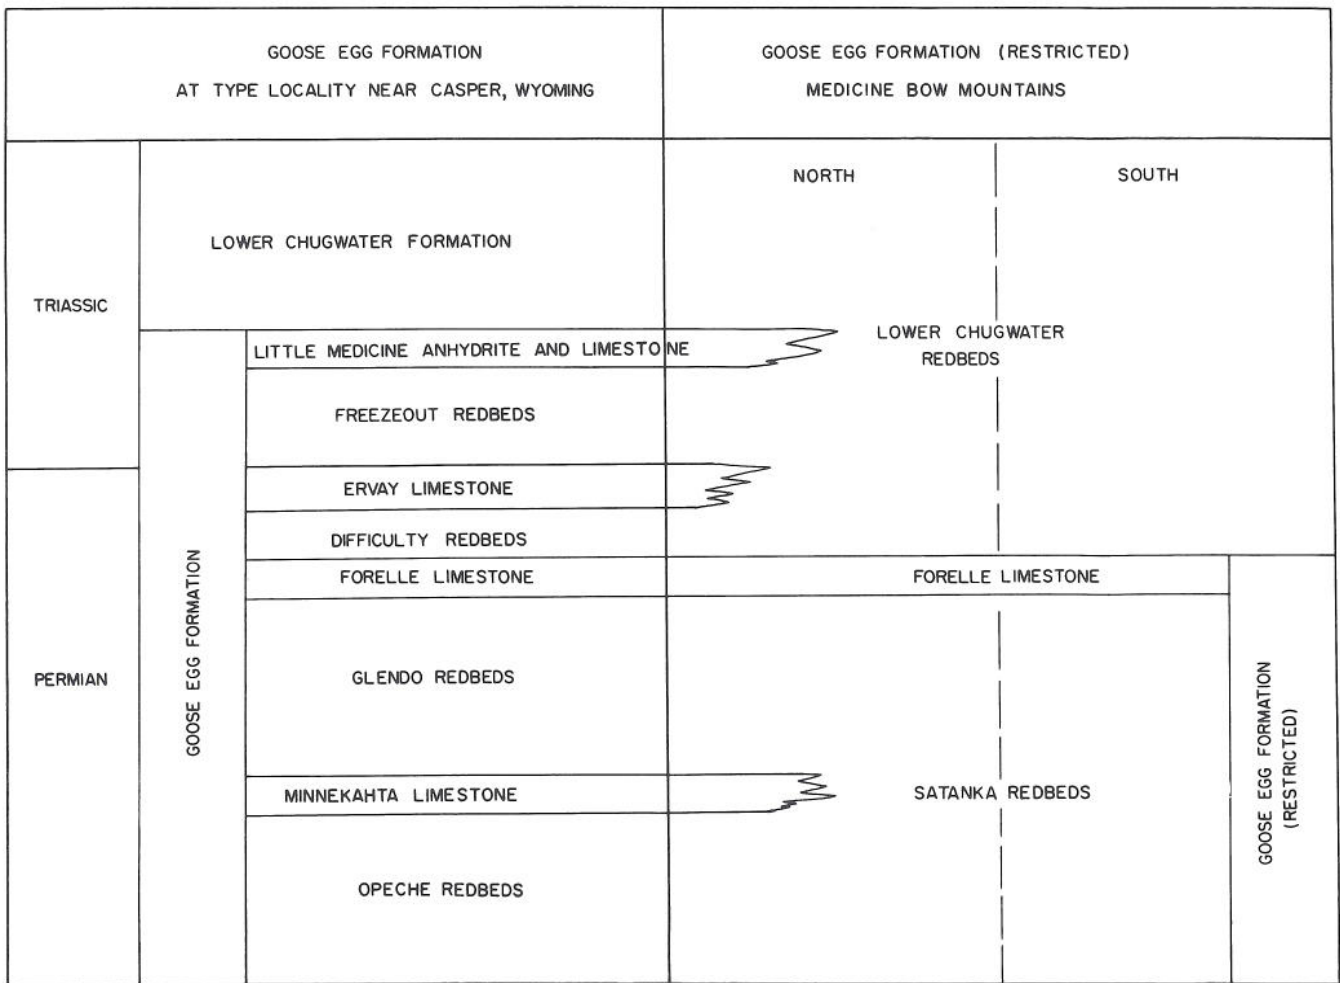 GOOSE EGG FORMATION
AT TYPE LOCALITY NEAR CASPER, WYOMING
GOOSE EGG FORMATION (RESTRICTED)
MEDICINE BOW MOUNTAINS
NORTH
SOUTH
LOWER CHUGWATER FORMATION
TRIASSIC
LITTLE MEDICINE ANHYDRITE AND LIMESTONE
LOWER CHUGWATER
REDBEDS
FREEZEOUT REDBEDS
ERVAY LIMESTONE
DIFFICULTY REDBEDS
FORELLE LIMESTONE
FORELLE LIMESTONE
GOOSE EGG FORMATION
PERMIAN
GLENDO REDBEDS
MINNEKAHTA LIMESTONE
SATANKA REDBEDS
OPECHE REDBEDS
GOOSE EGG FORMATION
(RESTRICTED)